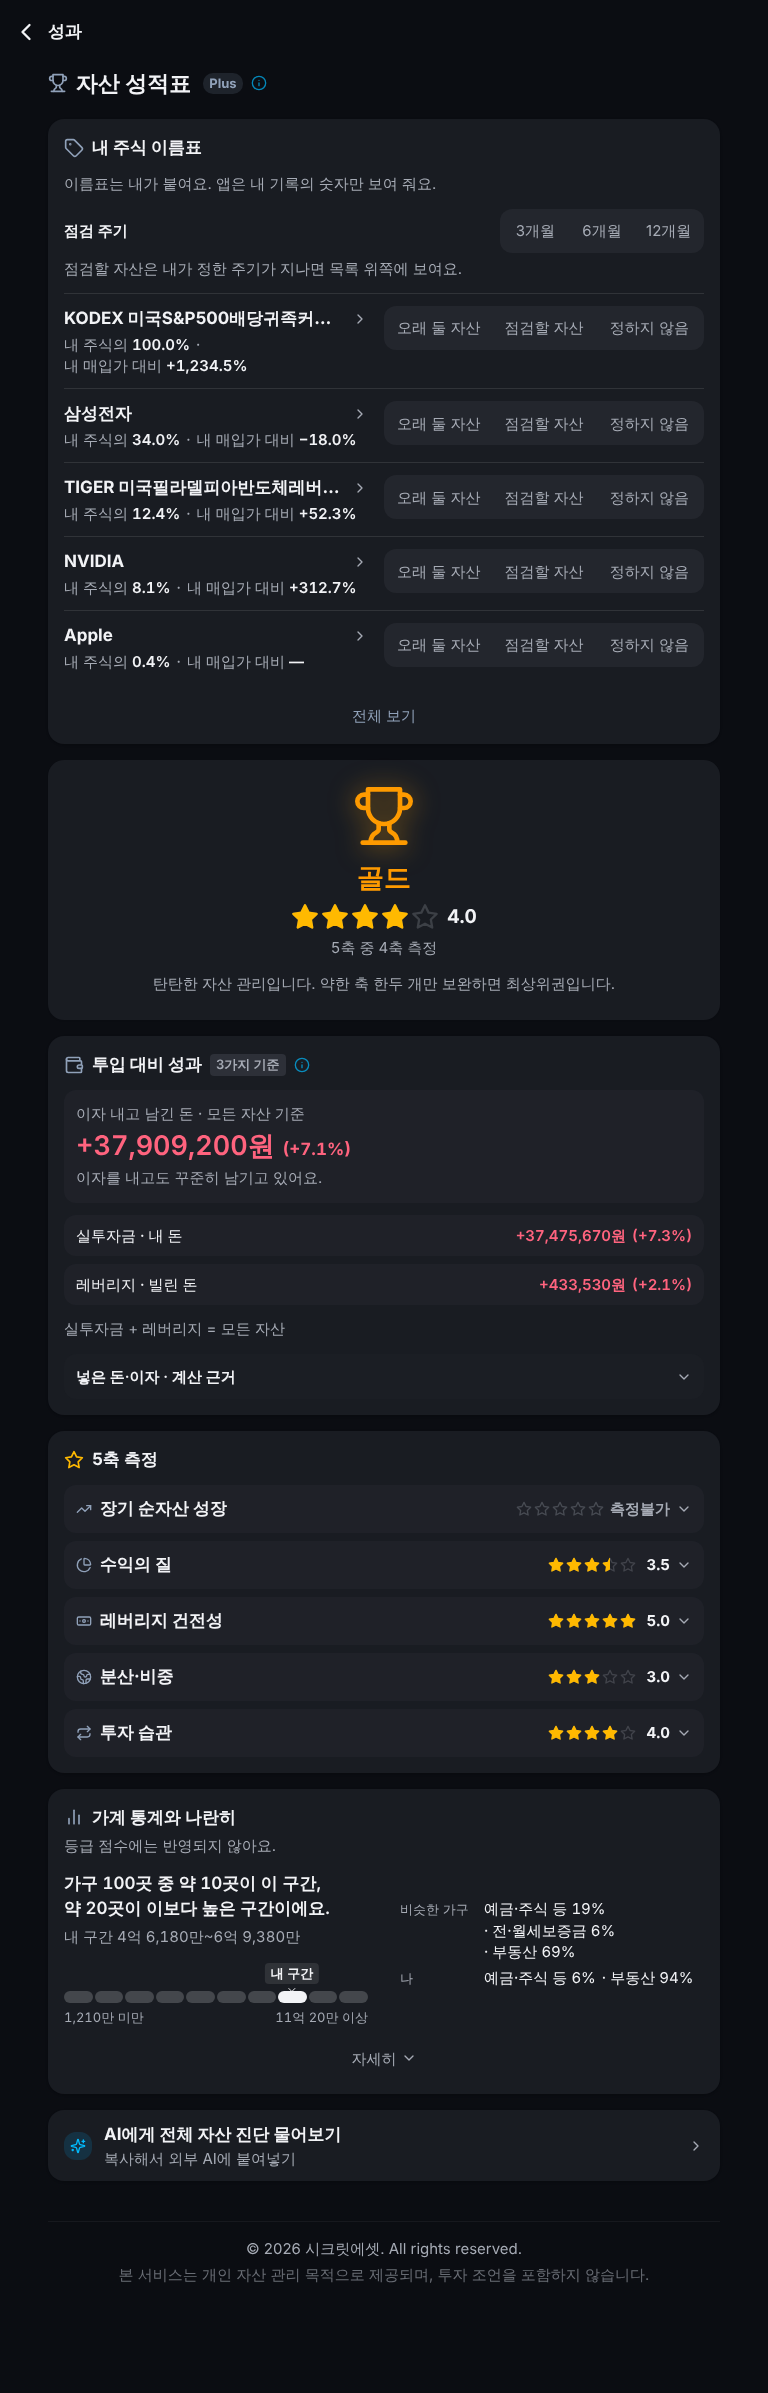 성과
자산 성적표 Plus
내 주식 이름표
이름표는 내가 붙여요. 앱은 내 기록의 숫자만 보여 줘요.
점검 주기 3개월 6개월 12개월
점검할 자산은 내가 정한 주기가 지나면 목록 위쪽에 보여요.
KODEX 미국S&P500배당귀족커... 오래 둘 자산 점검할 자산 정하지 않음
내 주식의 100.0% ·
내 매입가 대비 +1,234.5%
삼성전자 오래 둘 자산 점검할 자산 정하지 않음
내 주식의 34.0% · 내 매입가 대비 −18.0%
TIGER 미국필라델피아반도체레버... 오래 둘 자산 점검할 자산 정하지 않음
내 주식의 12.4% · 내 매입가 대비 +52.3%
NVIDIA 오래 둘 자산 점검할 자산 정하지 않음
내 주식의 8.1% · 내 매입가 대비 +312.7%
Apple 오래 둘 자산 점검할 자산 정하지 않음
내 주식의 0.4% · 내 매입가 대비 —
전체 보기
골드
4.0
5축 중 4축 측정
탄탄한 자산 관리입니다. 약한 축 한두 개만 보완하면 최상위권입니다.
투입 대비 성과 3가지 기준
이자 내고 남긴 돈 · 모든 자산 기준
+37,909,200원 (+7.1%)
이자를 내고도 꾸준히 남기고 있어요.
실투자금 · 내 돈 +37,475,670원 (+7.3%)
레버리지 · 빌린 돈 +433,530원 (+2.1%)
실투자금 + 레버리지 = 모든 자산
넣은 돈·이자 · 계산 근거
5축 측정
장기 순자산 성장 측정불가
수익의 질 3.5
레버리지 건전성 5.0
분산·비중 3.0
투자 습관 4.0
가계 통계와 나란히
등급 점수에는 반영되지 않아요.
가구 100곳 중 약 10곳이 이 구간,
약 20곳이 이보다 높은 구간이에요.
내 구간 4억 6,180만~6억 9,380만
내 구간
1,210만 미만 11억 20만 이상
비슷한 가구 예금·주식 등 19%
· 전·월세보증금 6%
· 부동산 69%
나 예금·주식 등 6% · 부동산 94%
자세히
AI에게 전체 자산 진단 물어보기
복사해서 외부 AI에 붙여넣기
© 2026 시크릿에셋. All rights reserved.
본 서비스는 개인 자산 관리 목적으로 제공되며, 투자 조언을 포함하지 않습니다.